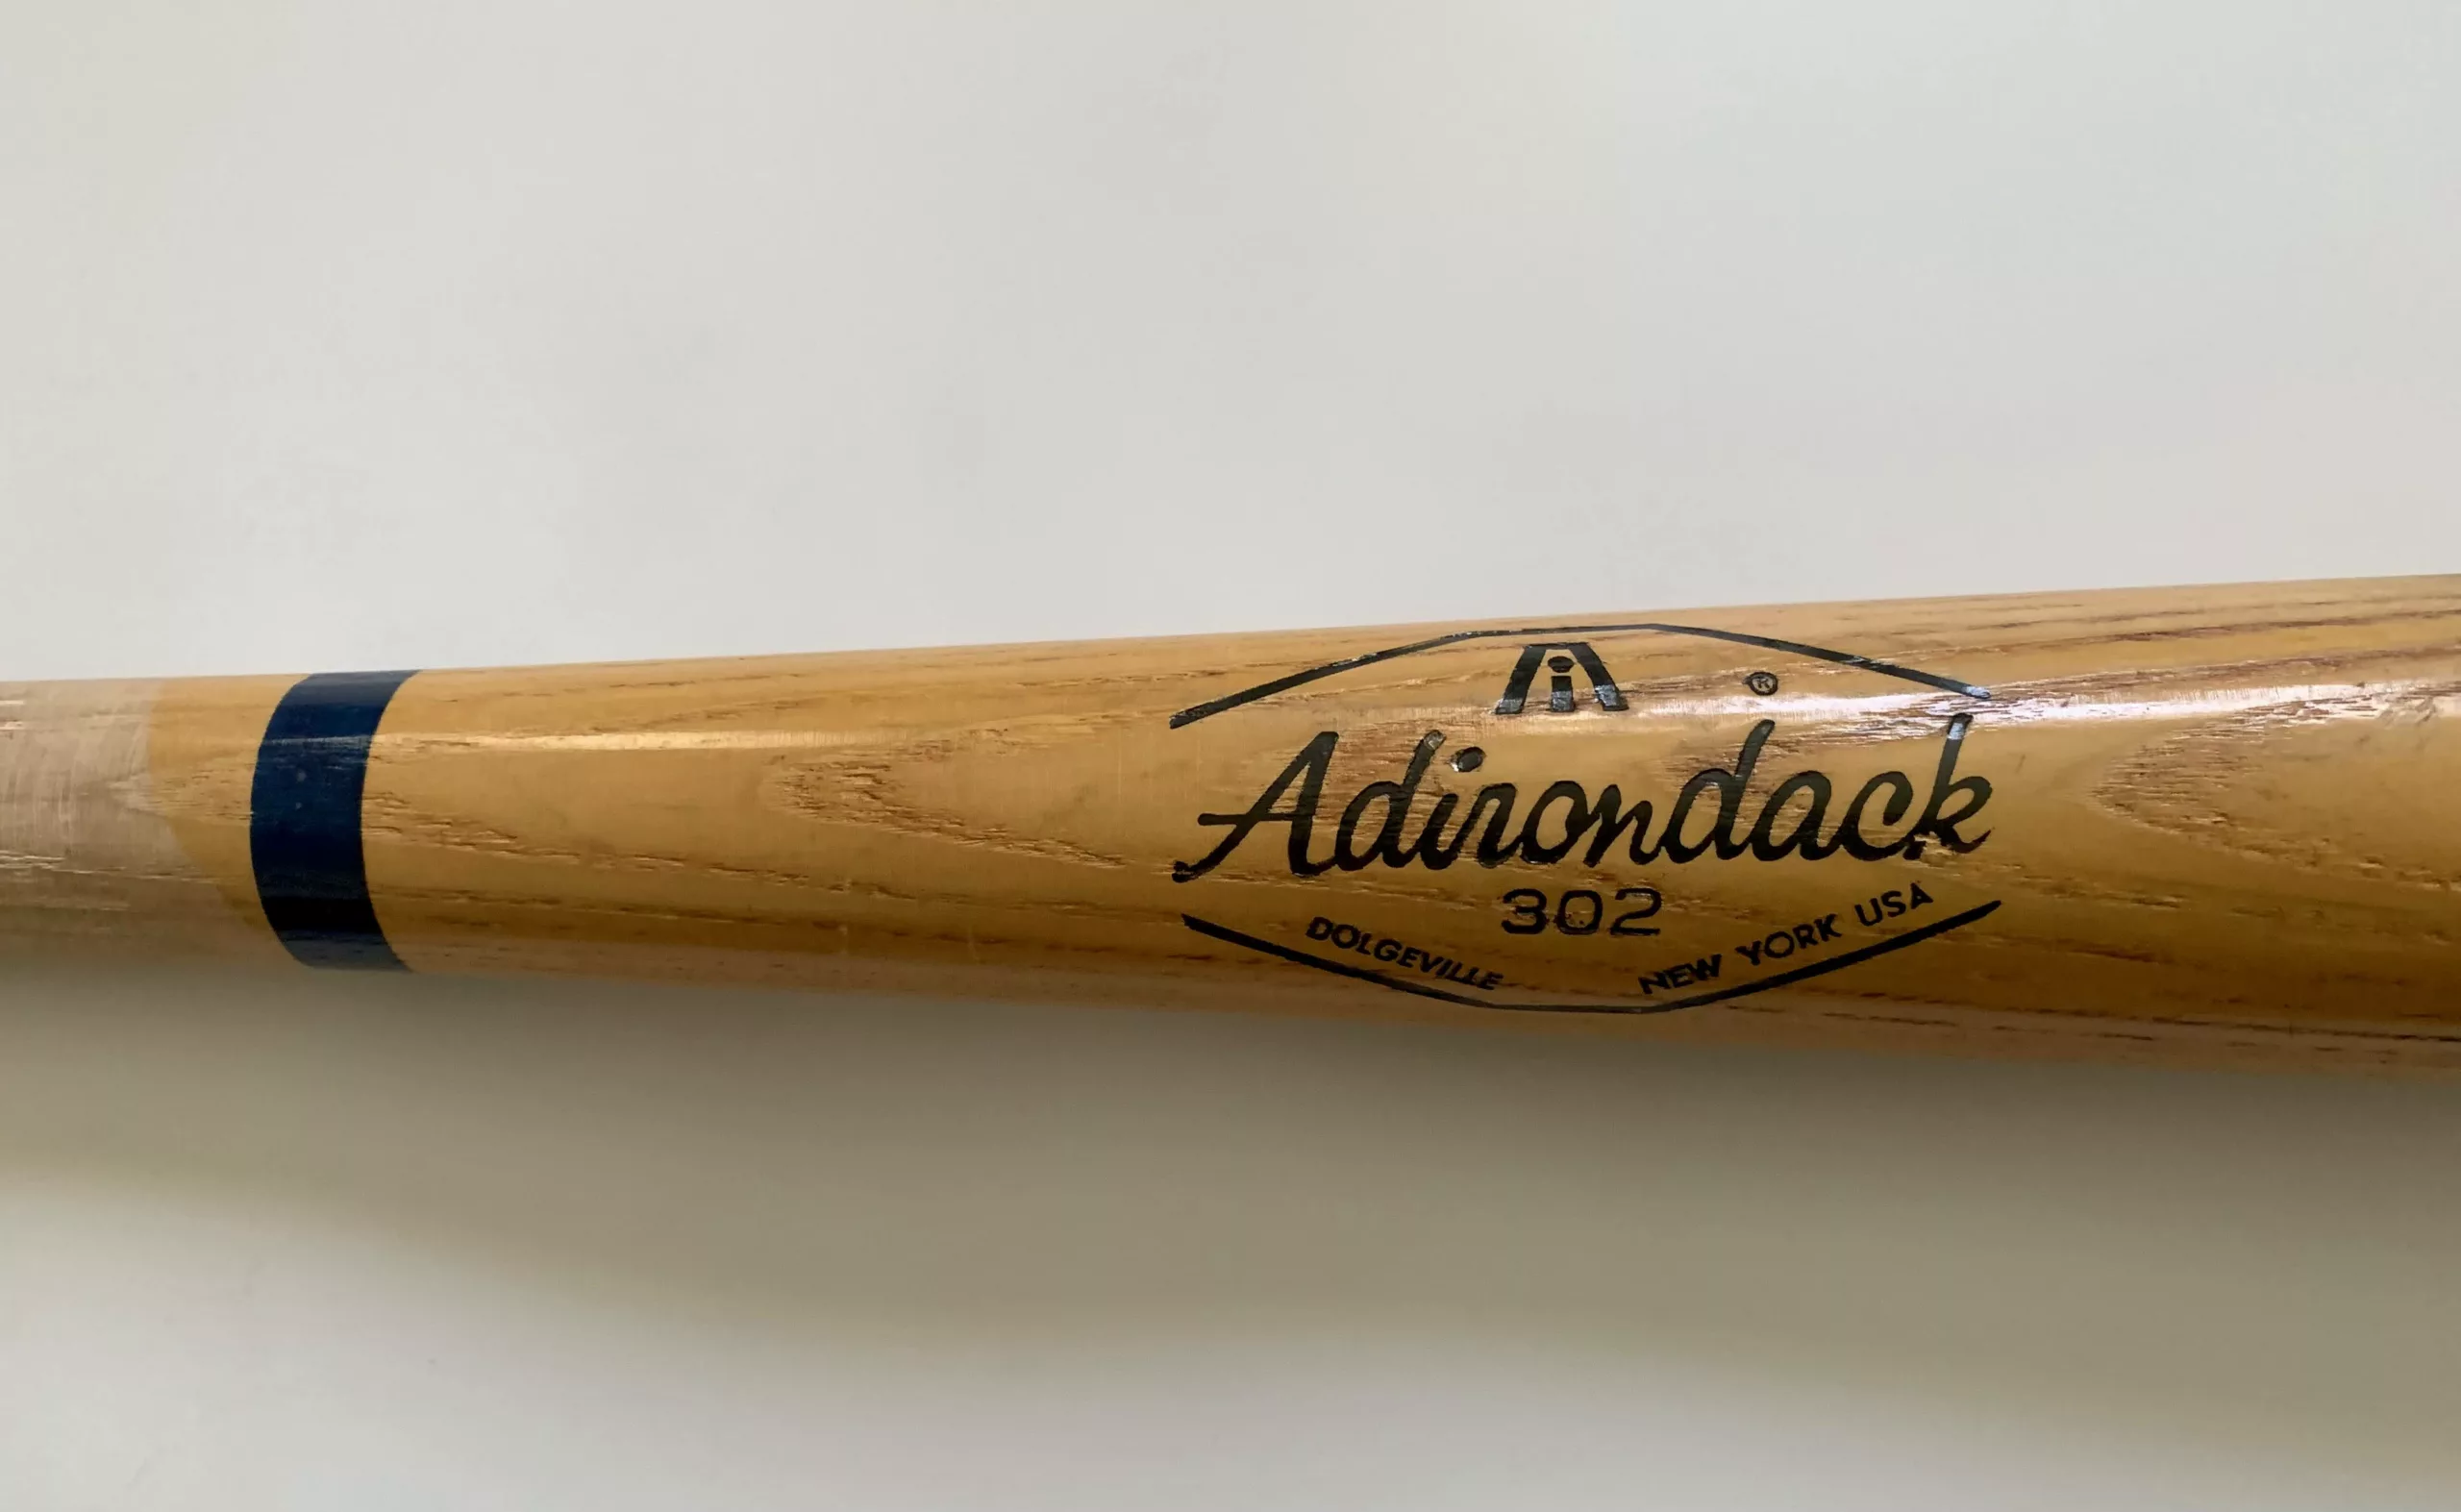 ®
Adirondack
302
DOLGEVILLE NEW YORK USA